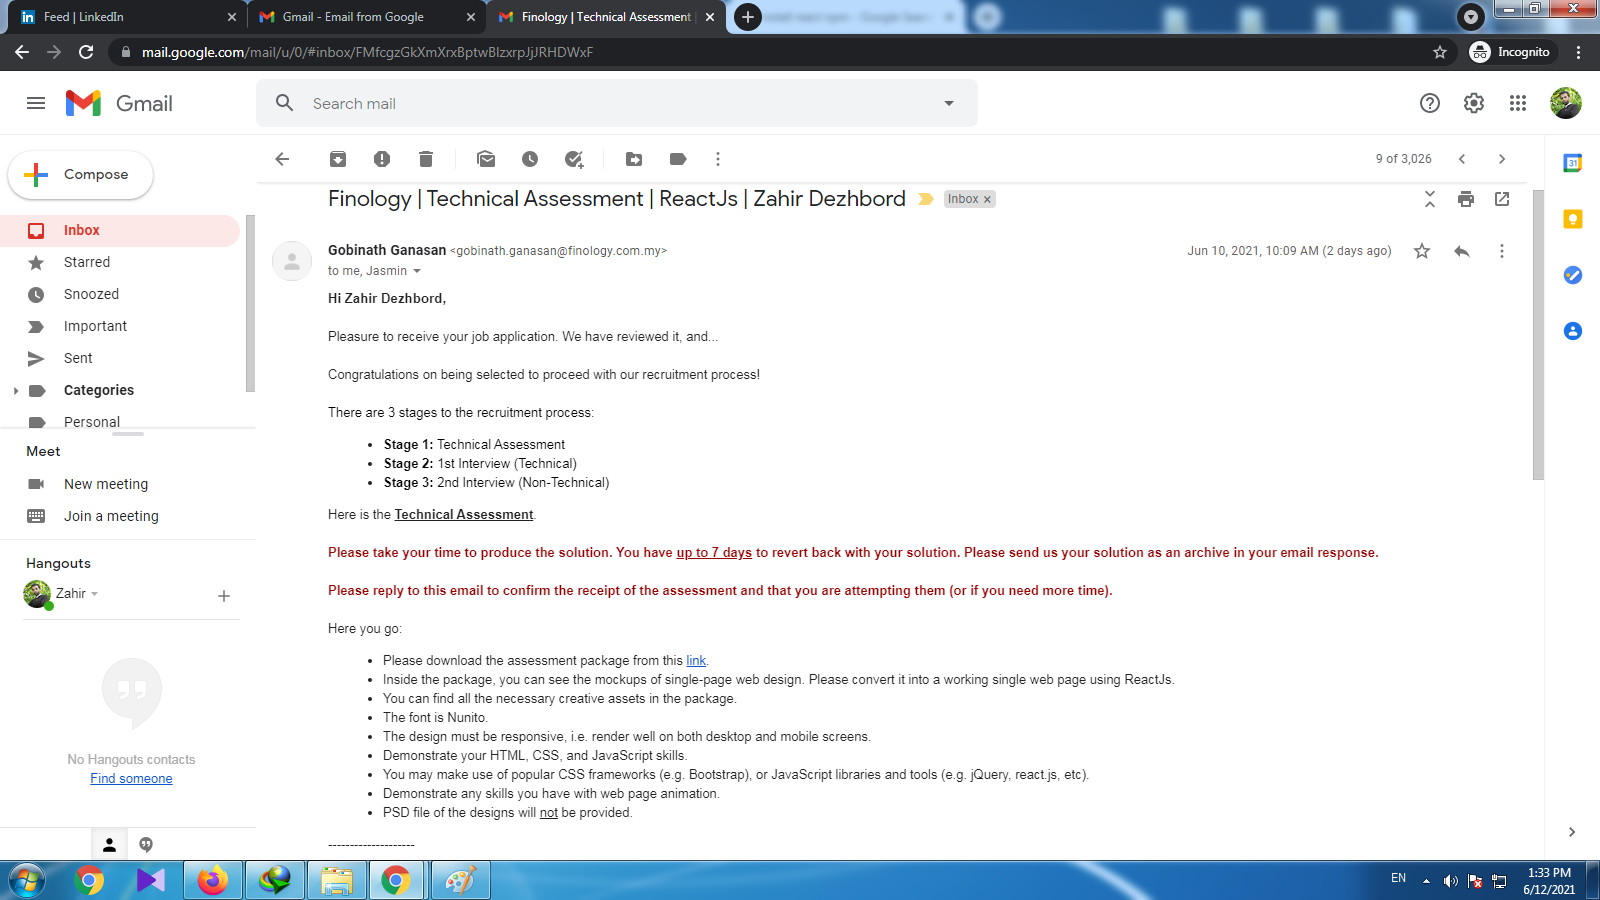 Feed | LinkedIn
Gmail - Email from Google
Finology | Technical Assessment |
mail.google.com/mail/u/0/#inbox/FMfcgzGkXmXrxBptwBlzxrpJjJRHDWxF
Incognito
Gmail
Search mail
Compose
9 of 3,026
31
Finology | Technical Assessment | ReactJs | Zahir Dezhbord
Inbox x
Inbox
Starred
Snoozed
Important
Sent
Categories
Personal
Meet
New meeting
Join a meeting
Hangouts
Zahir
No Hangouts contacts
Find someone
Gobinath Ganasan <gobinath.ganasan@finology.com.my>
Jun 10, 2021, 10:09 AM (2 days ago)
to me, Jasmin
Hi Zahir Dezhbord,
Pleasure to receive your job application. We have reviewed it, and...
Congratulations on being selected to proceed with our recruitment process!
There are 3 stages to the recruitment process:
• Stage 1: Technical Assessment
• Stage 2: 1st Interview (Technical)
• Stage 3: 2nd Interview (Non-Technical)
Here is the Technical Assessment.
Please take your time to produce the solution. You have up to 7 days to revert back with your solution. Please send us your solution as an archive in your email response.
Please reply to this email to confirm the receipt of the assessment and that you are attempting them (or if you need more time).
Here you go:
• Please download the assessment package from this link.
• Inside the package, you can see the mockups of single-page web design. Please convert it into a working single web page using ReactJs.
• You can find all the necessary creative assets in the package.
• The font is Nunito.
• The design must be responsive, i.e. render well on both desktop and mobile screens.
• Demonstrate your HTML, CSS, and JavaScript skills.
• You may make use of popular CSS frameworks (e.g. Bootstrap), or JavaScript libraries and tools (e.g. jQuery, react.js, etc).
• Demonstrate any skills you have with web page animation.
• PSD file of the designs will not be provided.
--------------------
EN
1:33 PM
6/12/2021